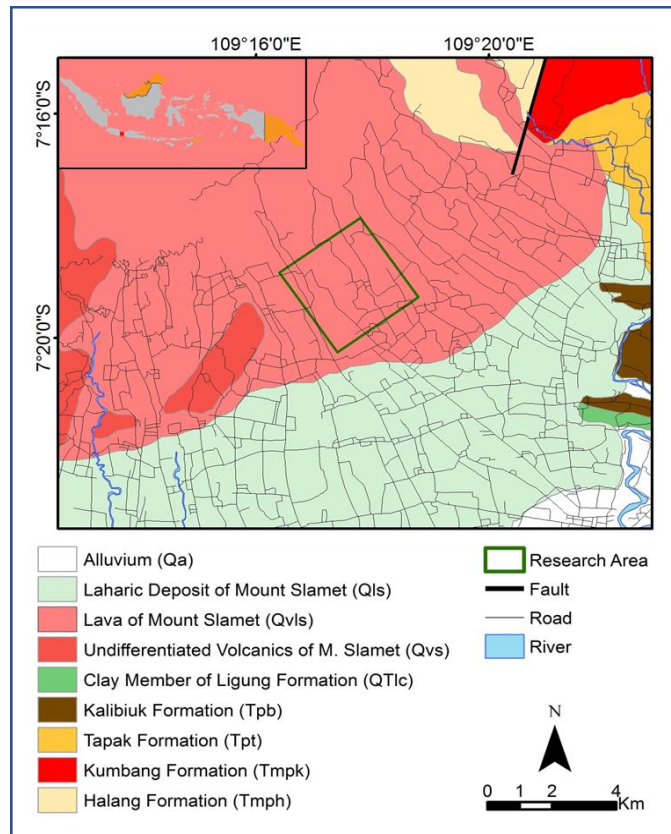 109°16'0"E
109°20'0"E
7°16'0"S
7°20'0"S
Alluvium (Qa)
Laharic Deposit of Mount Slamet (Qls)
Lava of Mount Slamet (Qvls)
Undifferentiated Volcanics of M. Slamet (Qvs)
Clay Member of Ligung Formation (QTlc)
Kalibiuk Formation (Tpb)
Tapak Formation (Tpt)
Kumbang Formation (Tmpk)
Halang Formation (Tmph)
Research Area
Fault
Road
River
N
0 1 2 4
Km